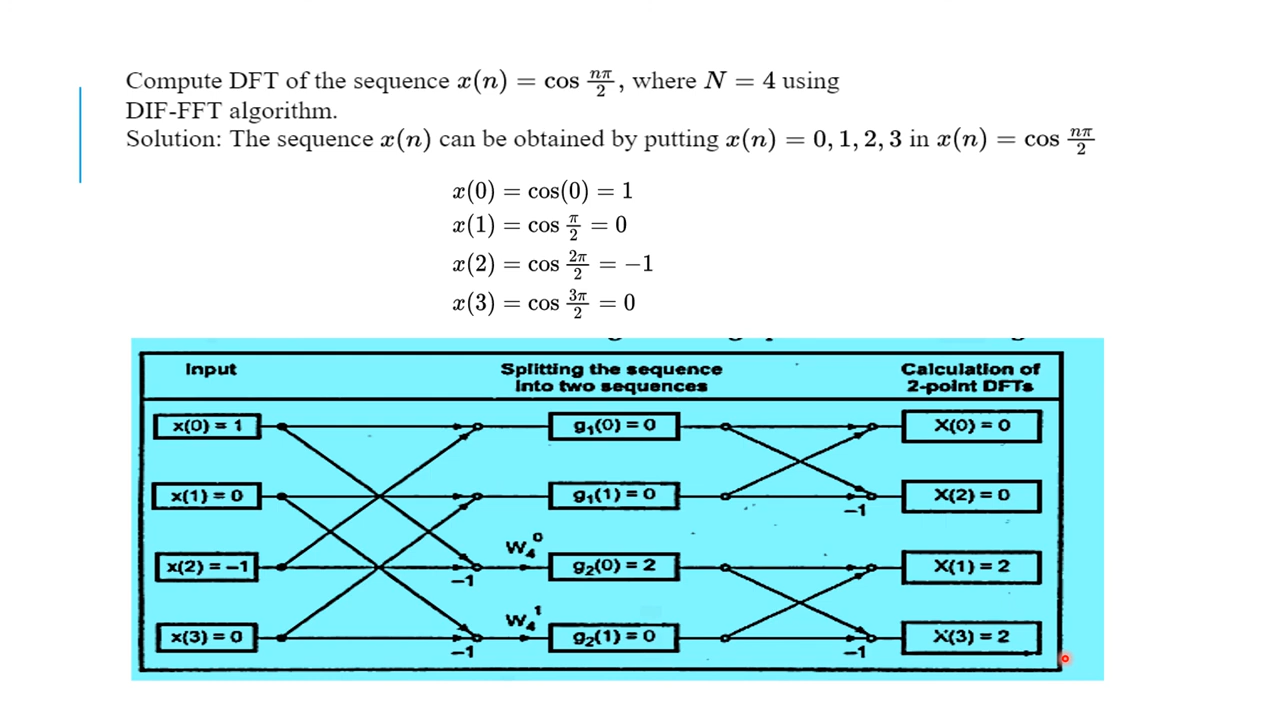 Compute DFT of the sequence x(n) = cos nπ/2, where N = 4 using
DIF-FFT algorithm.
Solution: The sequence x(n) can be obtained by putting x(n) = 0, 1, 2, 3 in x(n) = cos nπ/2
x(0) = cos(0) = 1
x(1) = cos π/2 = 0
x(2) = cos 2π/2 = −1
x(3) = cos 3π/2 = 0
Input
Splitting the sequence
into two sequences
Calculation of
2-point DFTs
x(0) = 1
g₁(0) = 0
X(0) = 0
x(1) = 0
g₁(1) = 0
X(2) = 0
–1
W₄⁰
x(2) = –1
g₂(0) = 2
X(1) = 2
–1
W₄¹
x(3) = 0
g₂(1) = 0
X(3) = 2
–1
–1